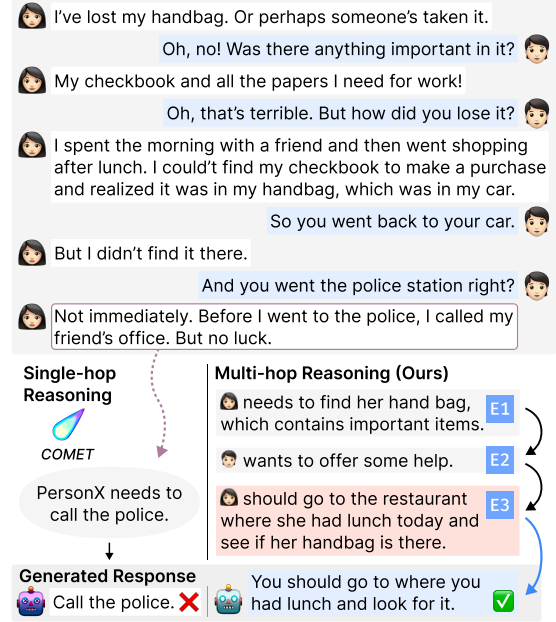 I’ve lost my handbag. Or perhaps someone’s taken it.
Oh, no! Was there anything important in it?
My checkbook and all the papers I need for work!
Oh, that’s terrible. But how did you lose it?
I spent the morning with a friend and then went shopping
after lunch. I could’t find my checkbook to make a purchase
and realized it was in my handbag, which was in my car.
So you went back to your car.
But I didn’t find it there.
And you went the police station right?
Not immediately. Before I went to the police, I called my
friend’s office. But no luck.
Single-hop
Reasoning
COMET
PersonX needs to
call the police.
Multi-hop Reasoning (Ours)
needs to find her hand bag,
which contains important items.
E1
wants to offer some help.
E2
should go to the restaurant
where she had lunch today and
see if her handbag is there.
E3
Generated Response
Call the police.
You should go to where you
had lunch and look for it.